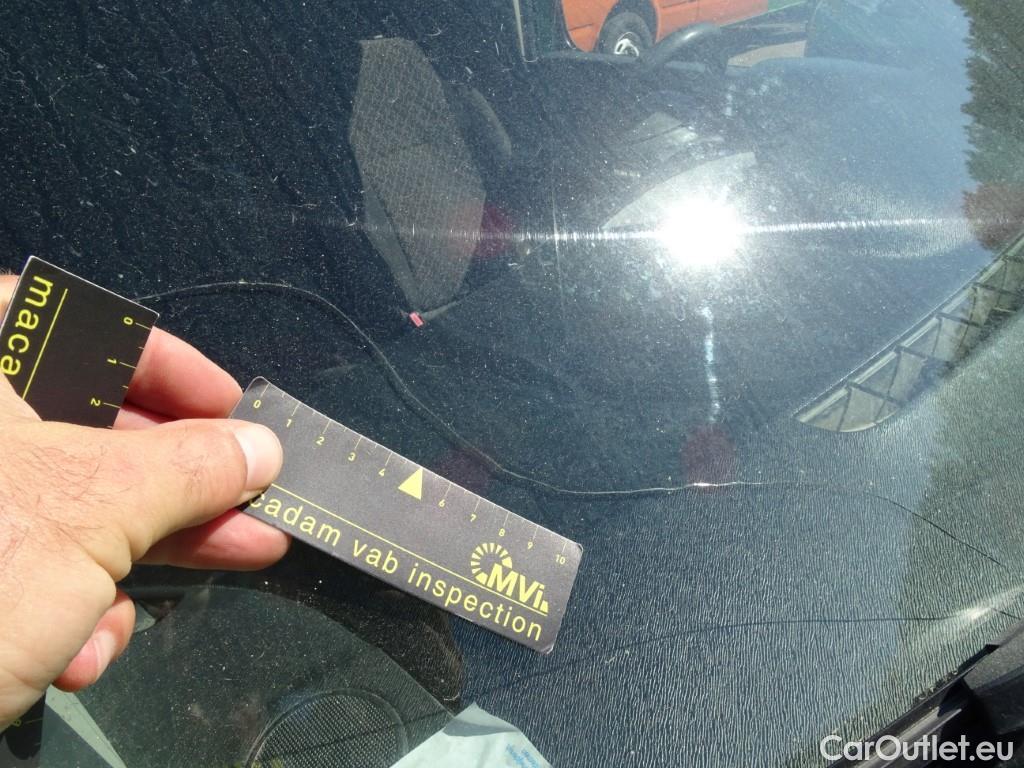 maca
0
1
2
0 1 2 3 4 6 7 8 9 10
MVi.
cadam vab inspection
CarOutlet.eu